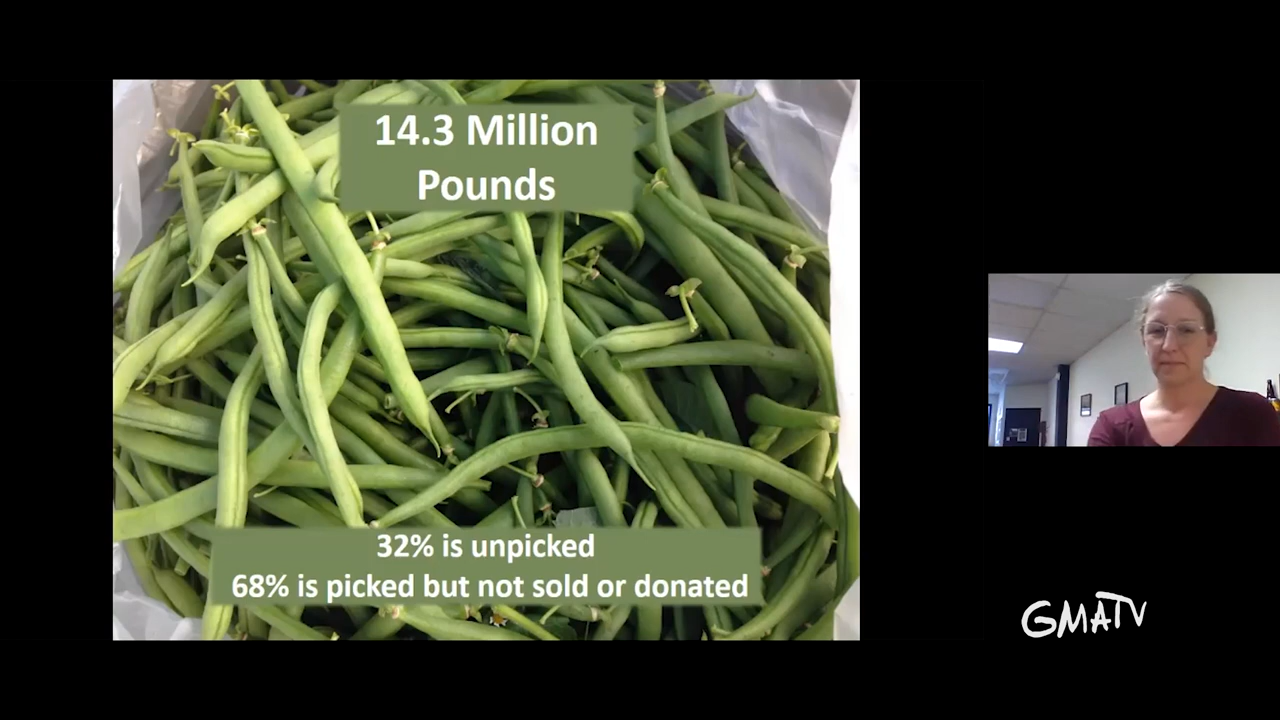 14.3 Million
Pounds
32% is unpicked
68% is picked but not sold or donated
GMATV